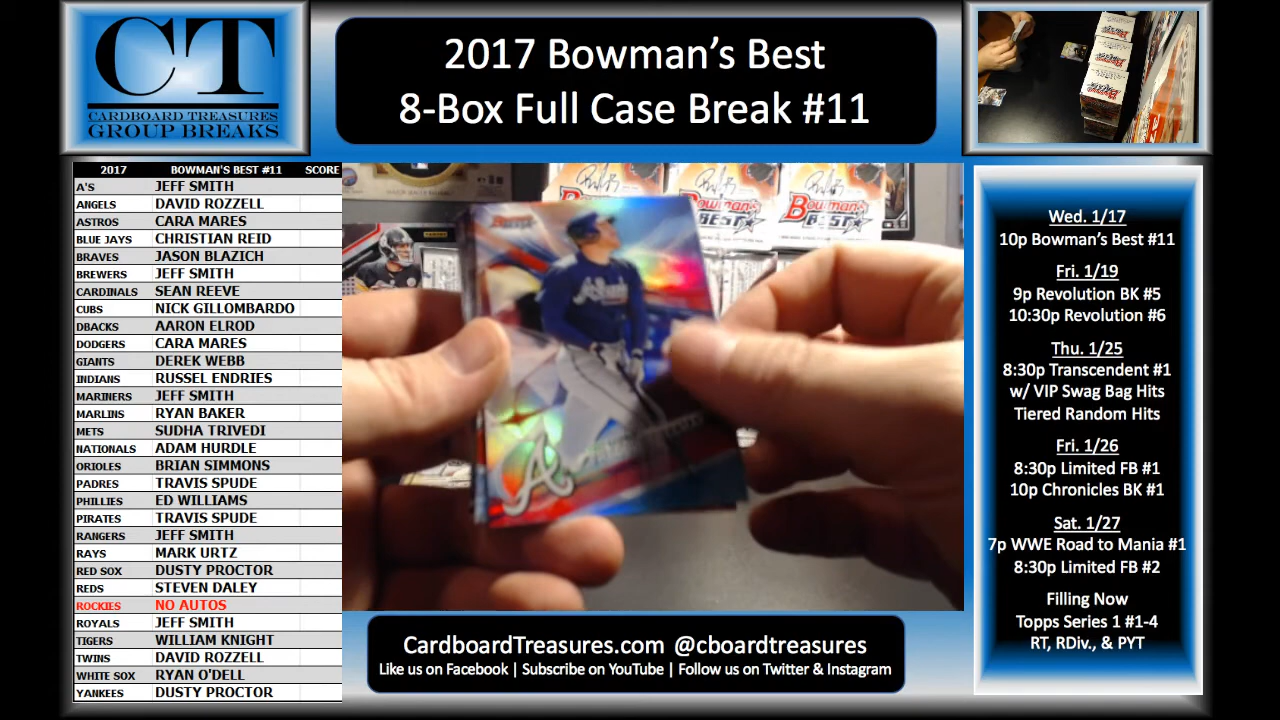 CT
CARDBOARD TREASURES
GROUP BREAKS
2017 Bowman's Best
8-Box Full Case Break #11
2017 BOWMAN'S BEST #11 SCORE
A'S JEFF SMITH
ANGELS DAVID ROZZELL
ASTROS CARA MARES
BLUE JAYS CHRISTIAN REID
BRAVES JASON BLAZICH
BREWERS JEFF SMITH
CARDINALS SEAN REEVE
CUBS NICK GILLOMBARDO
DBACKS AARON ELROD
DODGERS CARA MARES
GIANTS DEREK WEBB
INDIANS RUSSEL ENDRIES
MARINERS JEFF SMITH
MARLINS RYAN BAKER
METS SUDHA TRIVEDI
NATIONALS ADAM HURDLE
ORIOLES BRIAN SIMMONS
PADRES TRAVIS SPUDE
PHILLIES ED WILLIAMS
PIRATES TRAVIS SPUDE
RANGERS JEFF SMITH
RAYS MARK URTZ
RED SOX DUSTY PROCTOR
REDS STEVEN DALEY
ROCKIES NO AUTOS
ROYALS JEFF SMITH
TIGERS WILLIAM KNIGHT
TWINS DAVID ROZZELL
WHITE SOX RYAN O'DELL
YANKEES DUSTY PROCTOR
Bowman's
BEST
Bowman's
BEST
Bowman's
BEST
Braves
A
Wed. 1/17
10p Bowman's Best #11
Fri. 1/19
9p Revolution BK #5
10:30p Revolution #6
Thu. 1/25
8:30p Transcendent #1
w/ VIP Swag Bag Hits
Tiered Random Hits
Fri. 1/26
8:30p Limited FB #1
10p Chronicles BK #1
Sat. 1/27
7p WWE Road to Mania #1
8:30p Limited FB #2
Filling Now
Topps Series 1 #1-4
RT, RDiv., & PYT
CardboardTreasures.com @cboardtreasures
Like us on Facebook | Subscribe on YouTube | Follow us on Twitter & Instagram